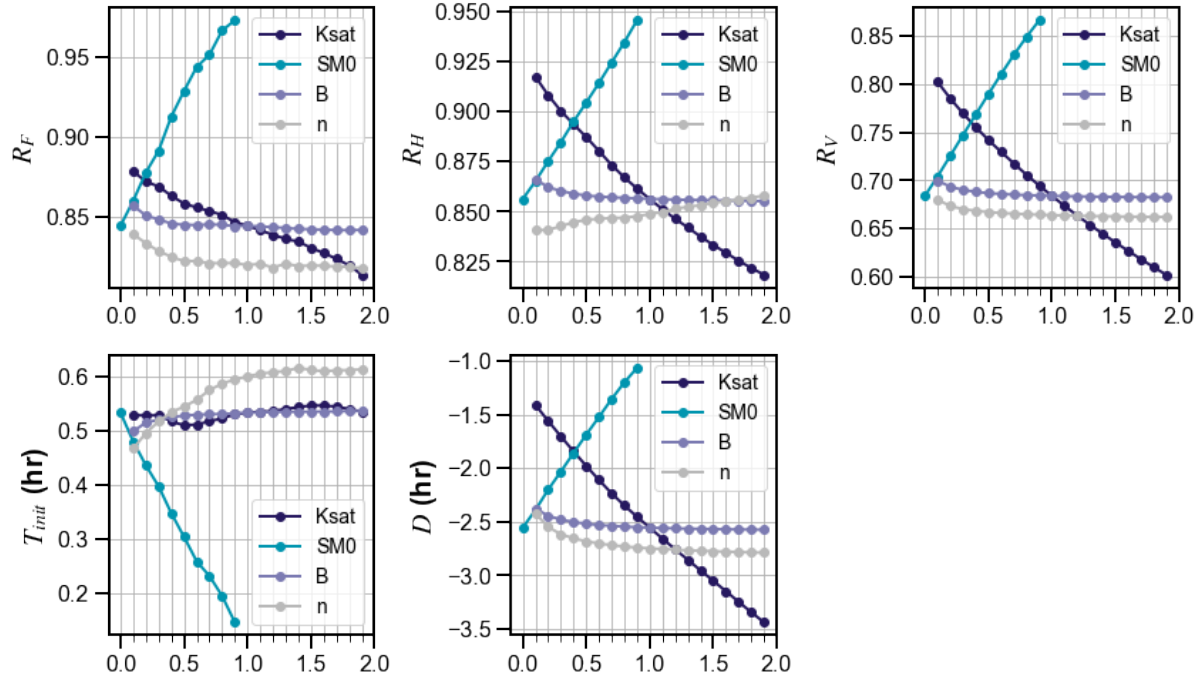 R_F
0.95
0.90
0.85
Ksat
SM0
B
n
0.0 0.5 1.0 1.5 2.0
R_H
0.950
0.925
0.900
0.875
0.850
0.825
Ksat
SM0
B
n
0.0 0.5 1.0 1.5 2.0
R_V
0.85
0.80
0.75
0.70
0.65
0.60
Ksat
SM0
B
n
0.0 0.5 1.0 1.5 2.0
T_init (hr)
0.6
0.5
0.4
0.3
0.2
Ksat
SM0
B
n
0.0 0.5 1.0 1.5 2.0
D (hr)
−1.0
−1.5
−2.0
−2.5
−3.0
−3.5
Ksat
SM0
B
n
0.0 0.5 1.0 1.5 2.0